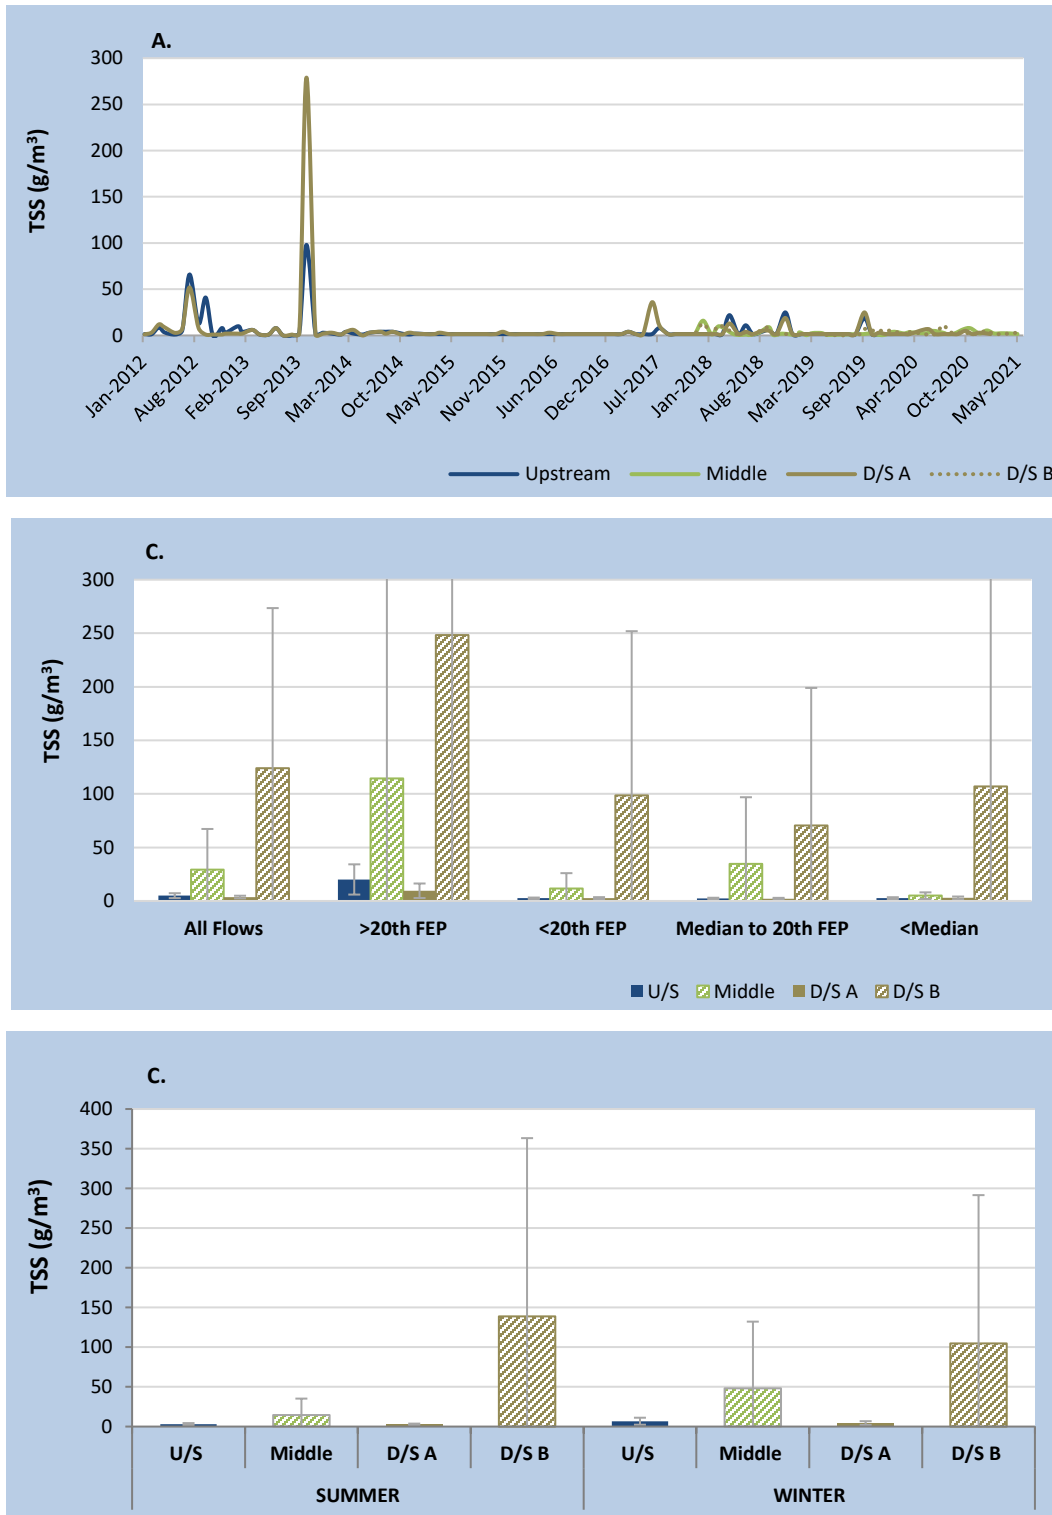 A.
300
250
200
150
100
50
0
TSS (g/m³)
Jan-2012 Aug-2012 Feb-2013 Sep-2013 Mar-2014 Oct-2014 May-2015 Nov-2015 Jun-2016 Dec-2016 Jul-2017 Jan-2018 Aug-2018 Mar-2019 Sep-2019 Apr-2020 Oct-2020 May-2021
Upstream Middle D/S A D/S B
C.
300
250
200
150
100
50
0
TSS (g/m³)
All Flows >20th FEP <20th FEP Median to 20th FEP <Median
U/S Middle D/S A D/S B
C.
400
350
300
250
200
150
100
50
0
TSS (g/m³)
U/S Middle D/S A D/S B U/S Middle D/S A D/S B
SUMMER WINTER